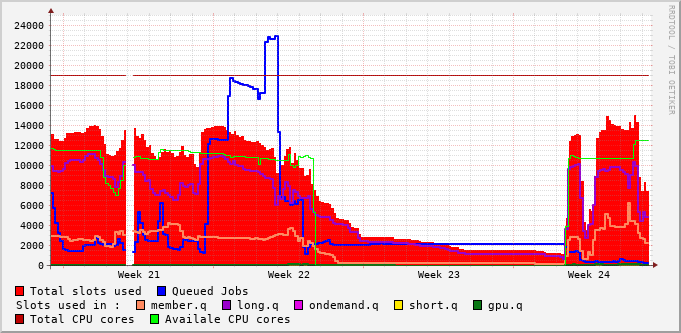 RRDTOOL / TOBI OETIKER
24000
22000
20000
18000
16000
14000
12000
10000
8000
6000
4000
2000
0
Week 21 Week 22 Week 23 Week 24
Total slots used Queued Jobs
Slots used in : member.q long.q ondemand.q short.q gpu.q
Total CPU cores Availale CPU cores